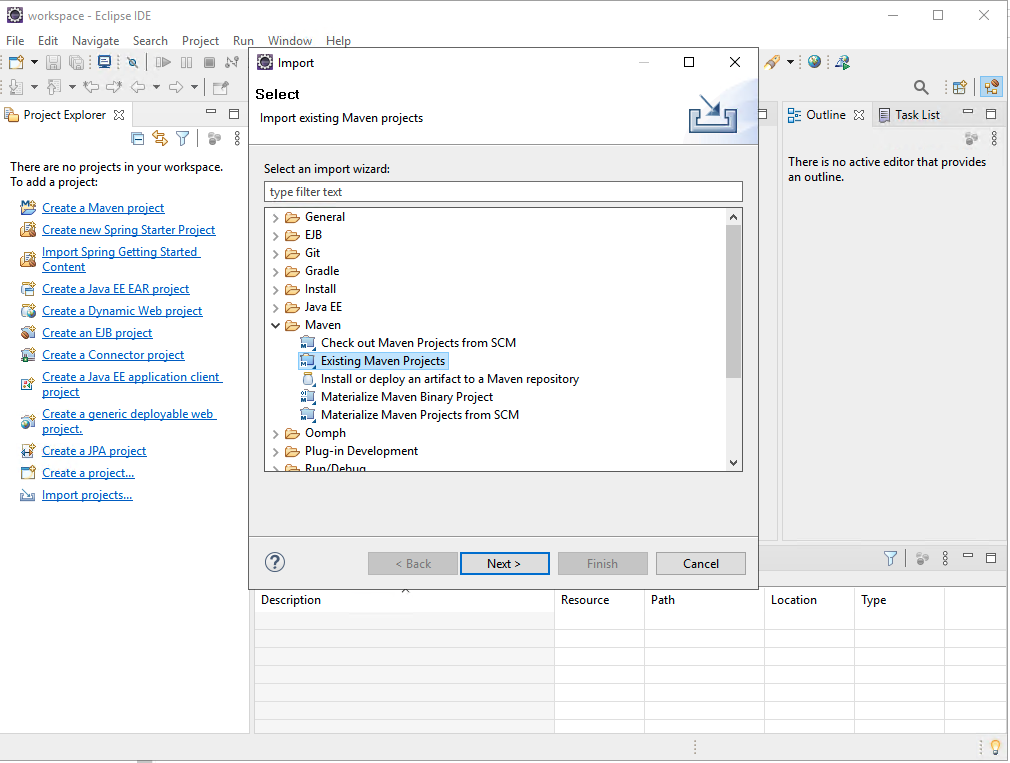 workspace - Eclipse IDE
File Edit Navigate Search Project Run Window Help
Project Explorer
There are no projects in your workspace.
To add a project:
Create a Maven project
Create new Spring Starter Project
Import Spring Getting Started
Content
Create a Java EE EAR project
Create a Dynamic Web project
Create an EJB project
Create a Connector project
Create a Java EE application client
project
Create a generic deployable web
project.
Create a JPA project
Create a project...
Import projects...
Import
Select
Import existing Maven projects
Select an import wizard:
type filter text
General
EJB
Git
Gradle
Install
Java EE
Maven
Check out Maven Projects from SCM
Existing Maven Projects
Install or deploy an artifact to a Maven repository
Materialize Maven Binary Project
Materialize Maven Projects from SCM
Oomph
Plug-in Development
Run/Debug
< Back Next > Finish Cancel
Outline Task List
There is no active editor that provides
an outline.
Description Resource Path Location Type